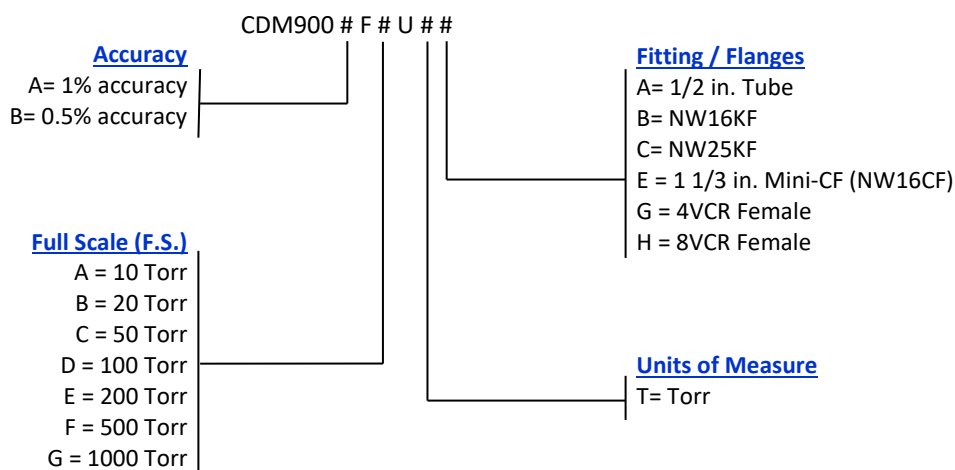 CDM900 # F # U # #
Accuracy
A= 1% accuracy
B= 0.5% accuracy
Full Scale (F.S.)
A = 10 Torr
B = 20 Torr
C = 50 Torr
D = 100 Torr
E = 200 Torr
F = 500 Torr
G = 1000 Torr
Fitting / Flanges
A= 1/2 in. Tube
B= NW16KF
C= NW25KF
E = 1 1/3 in. Mini-CF (NW16CF)
G = 4VCR Female
H = 8VCR Female
Units of Measure
T= Torr